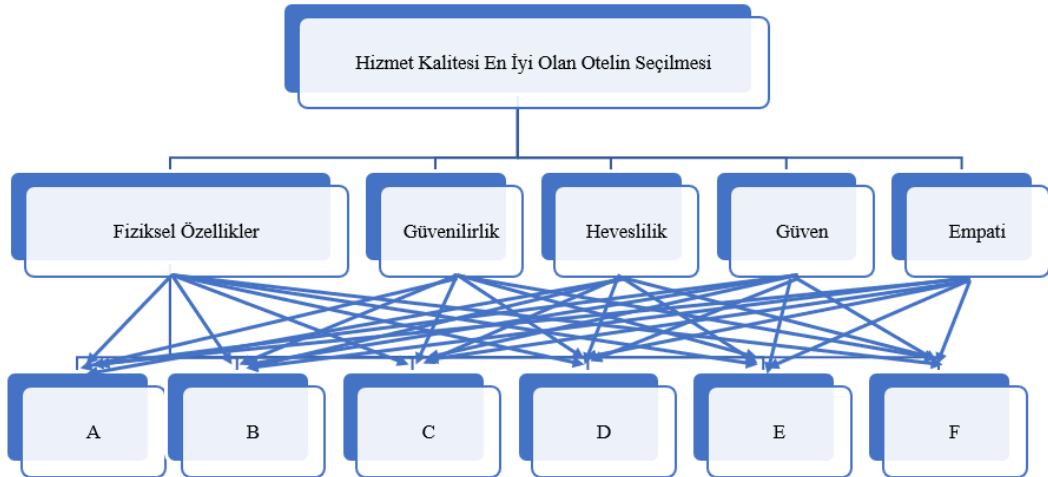 Hizmet Kalitesi En İyi Olan Otelin Seçilmesi
Fiziksel Özellikler
Güvenilirlik
Heveslilik
Güven
Empati
A
B
C
D
E
F